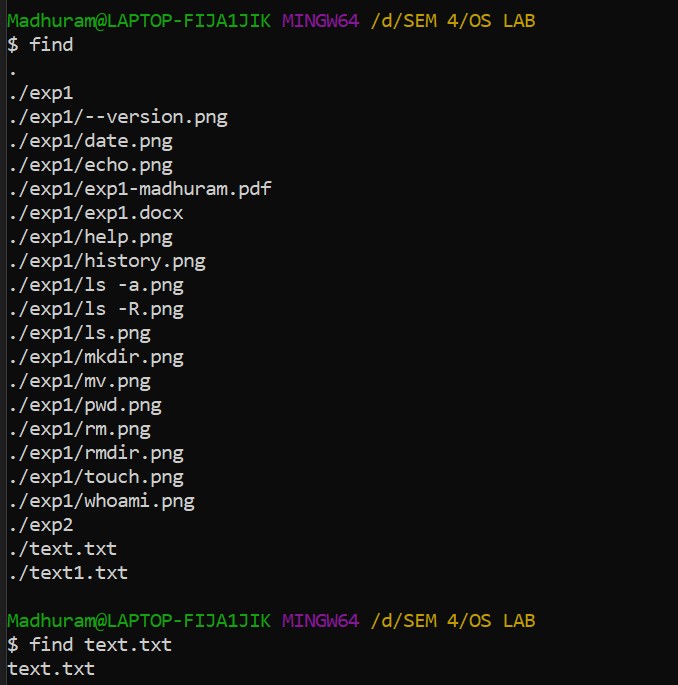 Madhuram@LAPTOP-FIJA1JIK MINGW64 /d/SEM 4/OS LAB
$ find
.
./exp1
./exp1/--version.png
./exp1/date.png
./exp1/echo.png
./exp1/exp1-madhuram.pdf
./exp1/exp1.docx
./exp1/help.png
./exp1/history.png
./exp1/ls -a.png
./exp1/ls -R.png
./exp1/ls.png
./exp1/mkdir.png
./exp1/mv.png
./exp1/pwd.png
./exp1/rm.png
./exp1/rmdir.png
./exp1/touch.png
./exp1/whoami.png
./exp2
./text.txt
./text1.txt
Madhuram@LAPTOP-FIJA1JIK MINGW64 /d/SEM 4/OS LAB
$ find text.txt
text.txt